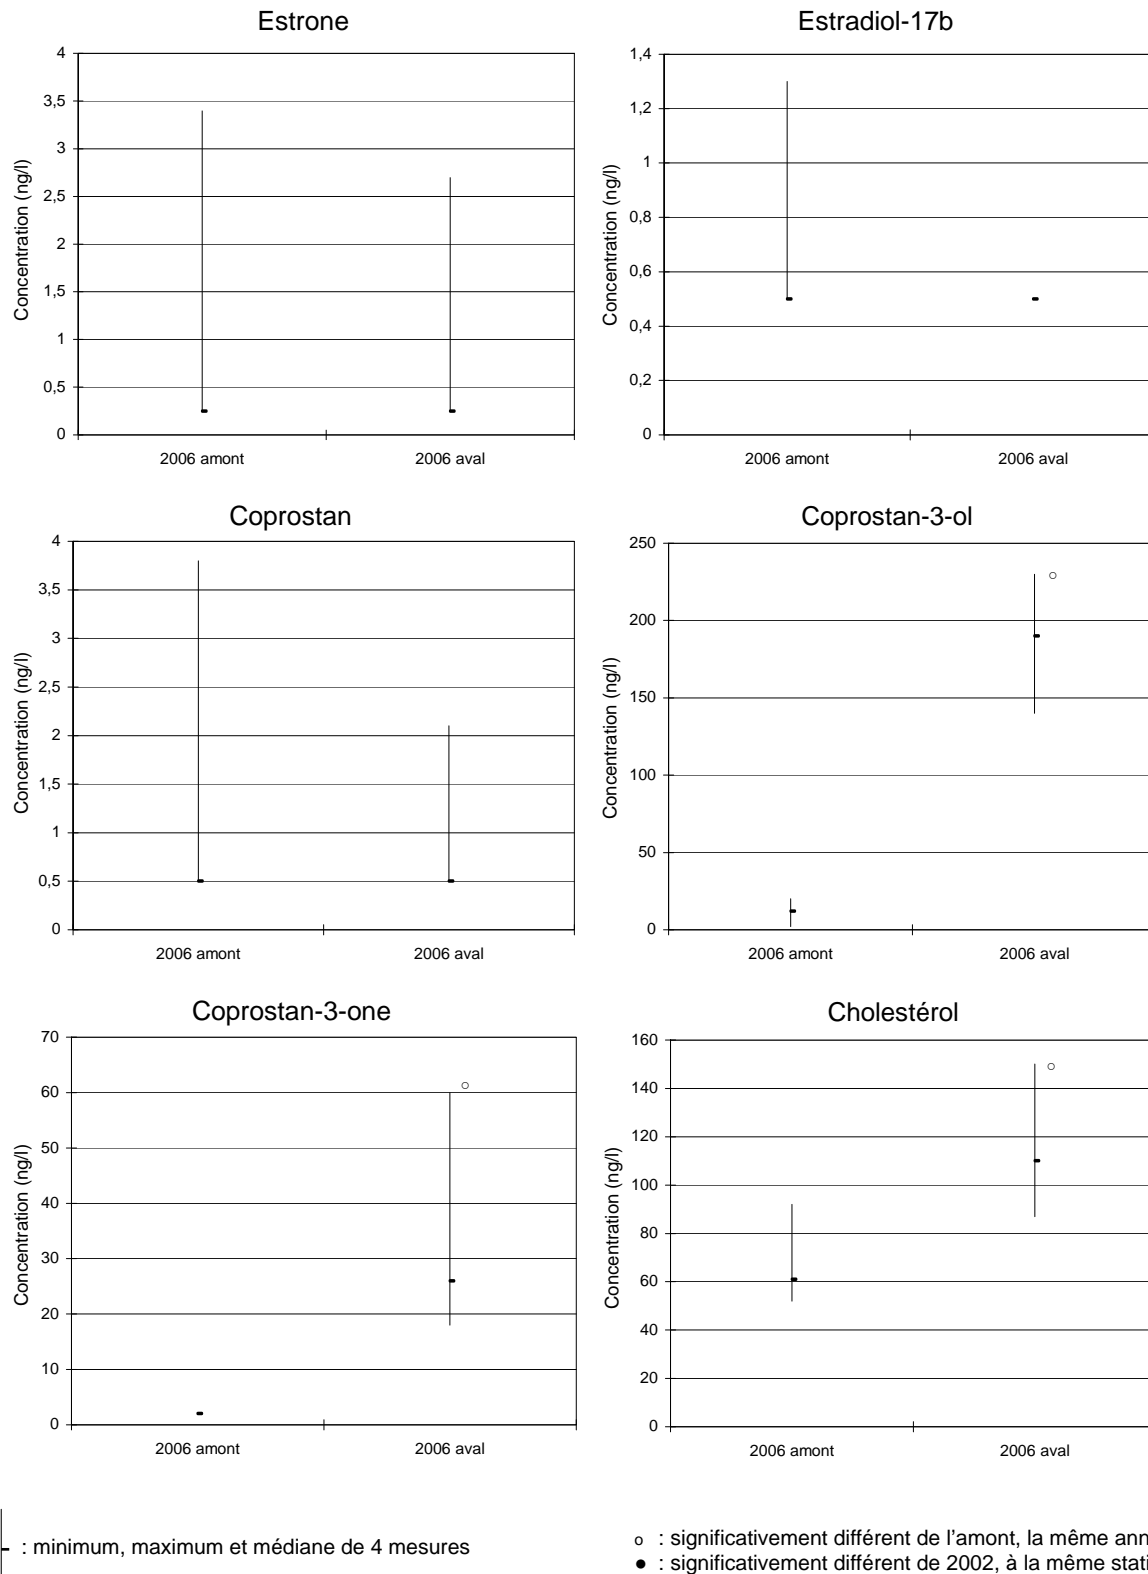 Estrone
Concentration (ng/l)
4
3,5
3
2,5
2
1,5
1
0,5
0
2006 amont 2006 aval
Estradiol-17b
Concentration (ng/l)
1,4
1,2
1
0,8
0,6
0,4
0,2
0
2006 amont 2006 aval
Coprostan
Concentration (ng/l)
4
3,5
3
2,5
2
1,5
1
0,5
0
2006 amont 2006 aval
Coprostan-3-ol
Concentration (ng/l)
250
200
150
100
50
0
2006 amont 2006 aval
Coprostan-3-one
Concentration (ng/l)
70
60
50
40
30
20
10
0
2006 amont 2006 aval
Cholestérol
Concentration (ng/l)
160
140
120
100
80
60
40
20
0
2006 amont 2006 aval
: minimum, maximum et médiane de 4 mesures
o : significativement différent de l'amont, la même ann
● : significativement différent de 2002, à la même stati